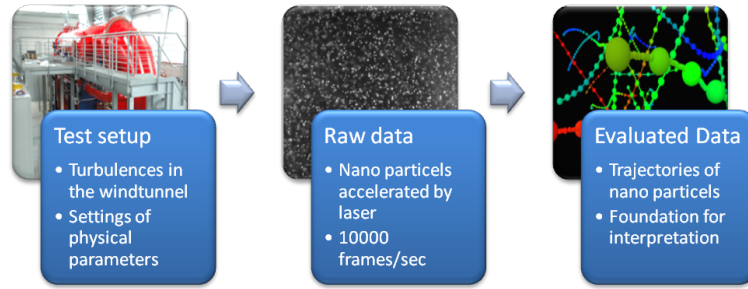 Test setup
• Turbulences in
the windtunnel
• Settings of
physical
parameters
Raw data
• Nano particels
accelerated by
laser
• 10000
frames/sec
Evaluated Data
• Trajectories of
nano particels
• Foundation for
interpretation